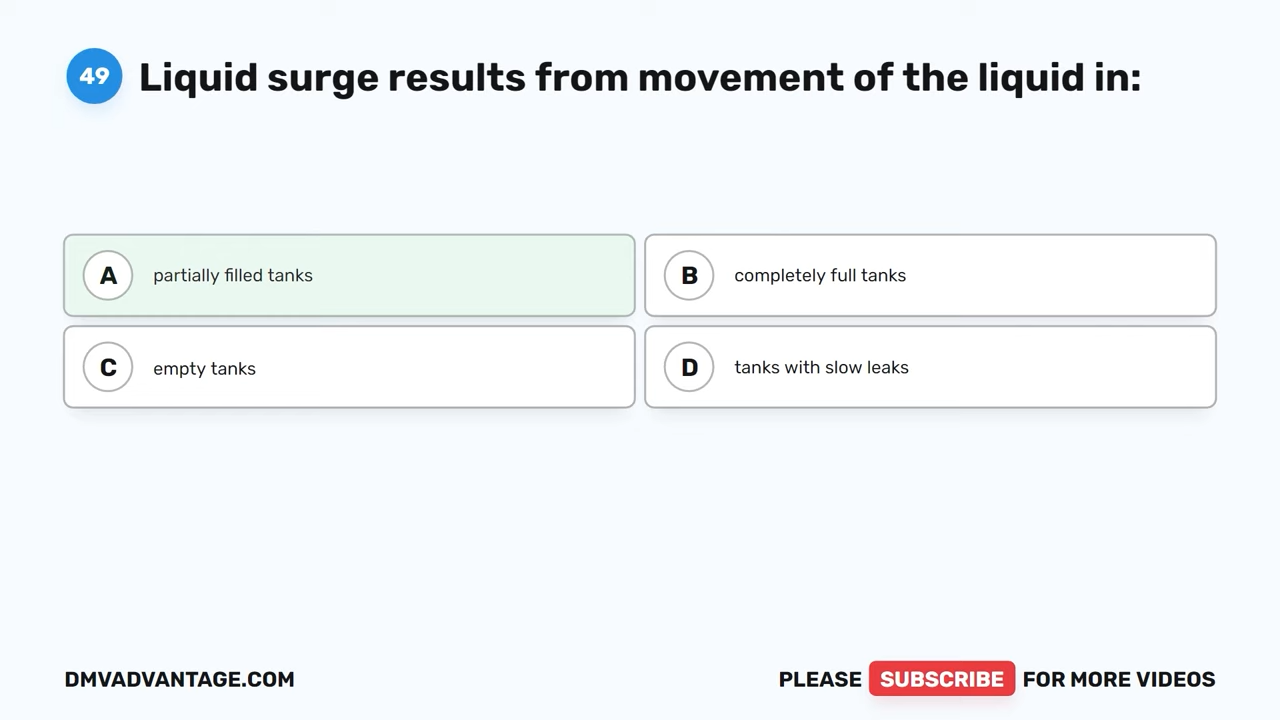 49 Liquid surge results from movement of the liquid in:
A partially filled tanks
B completely full tanks
C empty tanks
D tanks with slow leaks
DMVADVANTAGE.COM
PLEASE SUBSCRIBE FOR MORE VIDEOS